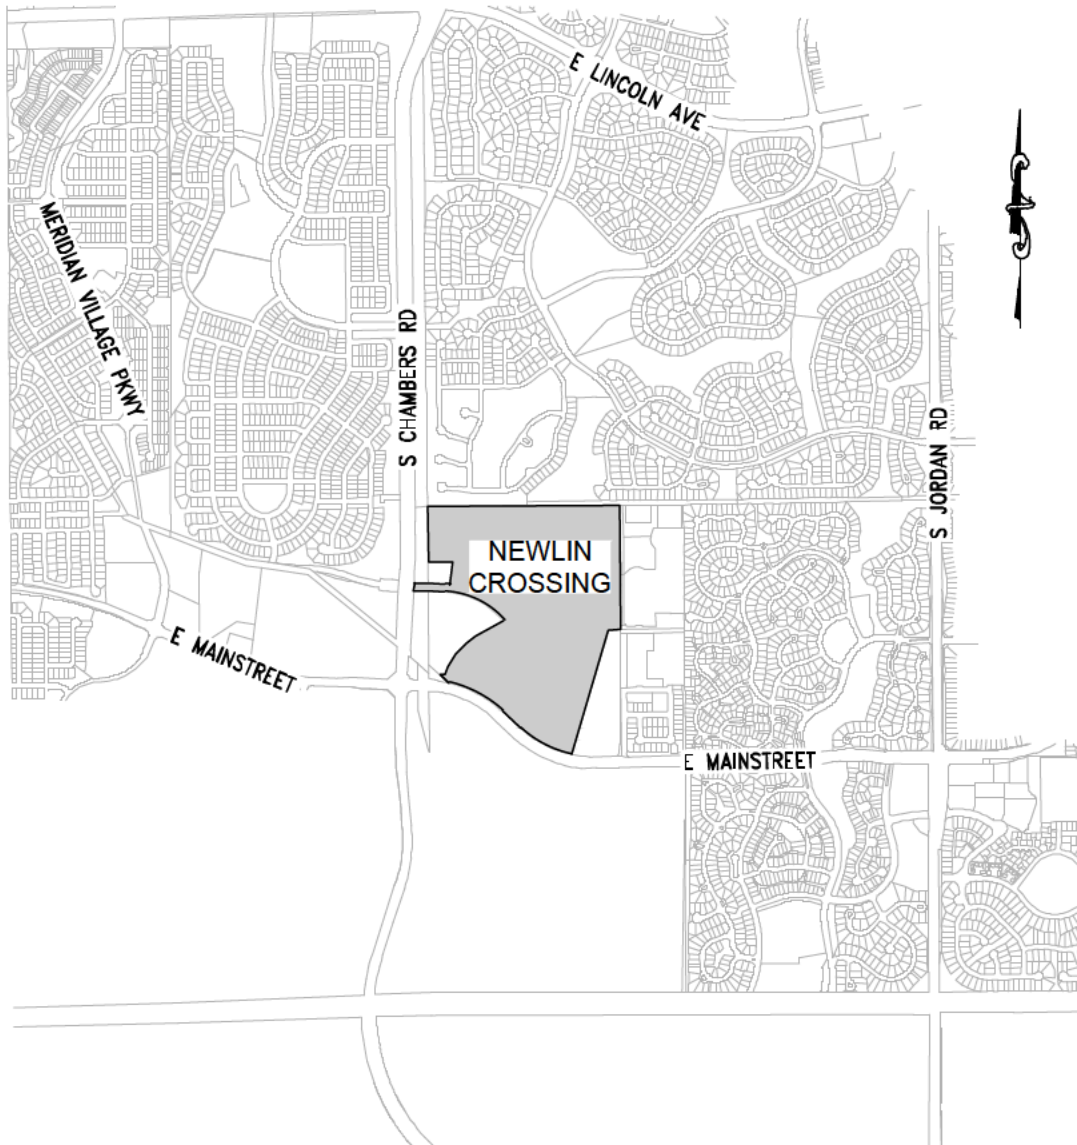 E LINCOLN AVE
MERIDIAN VILLAGE PKWY
S CHAMBERS RD
S JORDAN RD
NEWLIN
CROSSING
E MAINSTREET
E MAINSTREET